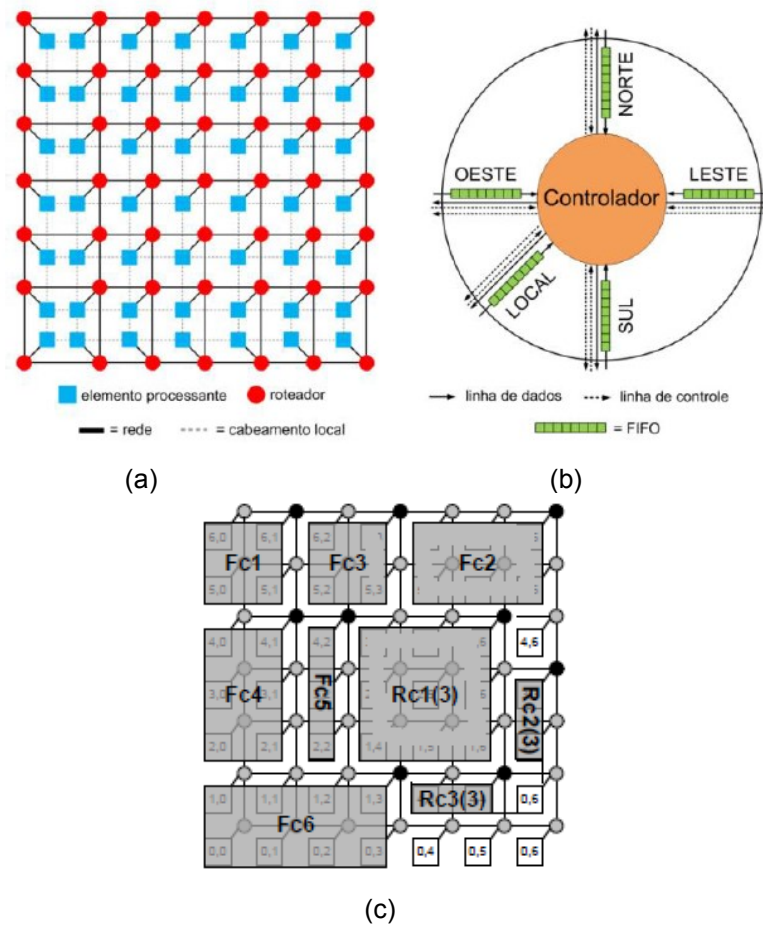 NORTE
OESTE
LESTE
Controlador
LOCAL
SUL
elemento processante
roteador
linha de dados
linha de controle
= rede
= cabeamento local
= FIFO
(a)
(b)
6,0 6,1 6,2
Fc1 Fc3 Fc2
5,0 5,1 5,2 5,3
4,0 4,1 4,2 4,6
3,0 3,1
Fc4 Fc5 Rc1(3) Rc2(3)
2,0 2,1 2,2
1,4 1,5 1,6
1,0 1,1 1,2 1,3
Rc3(3) 0,6
Fc6
0,0 0,1 0,2 0,3 0,4 0,5 0,6
(c)